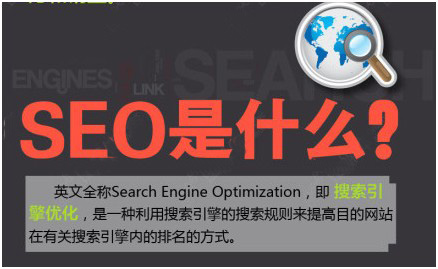 ENGINES
LINK
SEARCH
SEO是什么?
英文全称Search Engine Optimization，即 搜索引
擎优化，是一种利用搜索引擎的搜索规则来提高目的网站
在有关搜索引擎内的排名的方式。